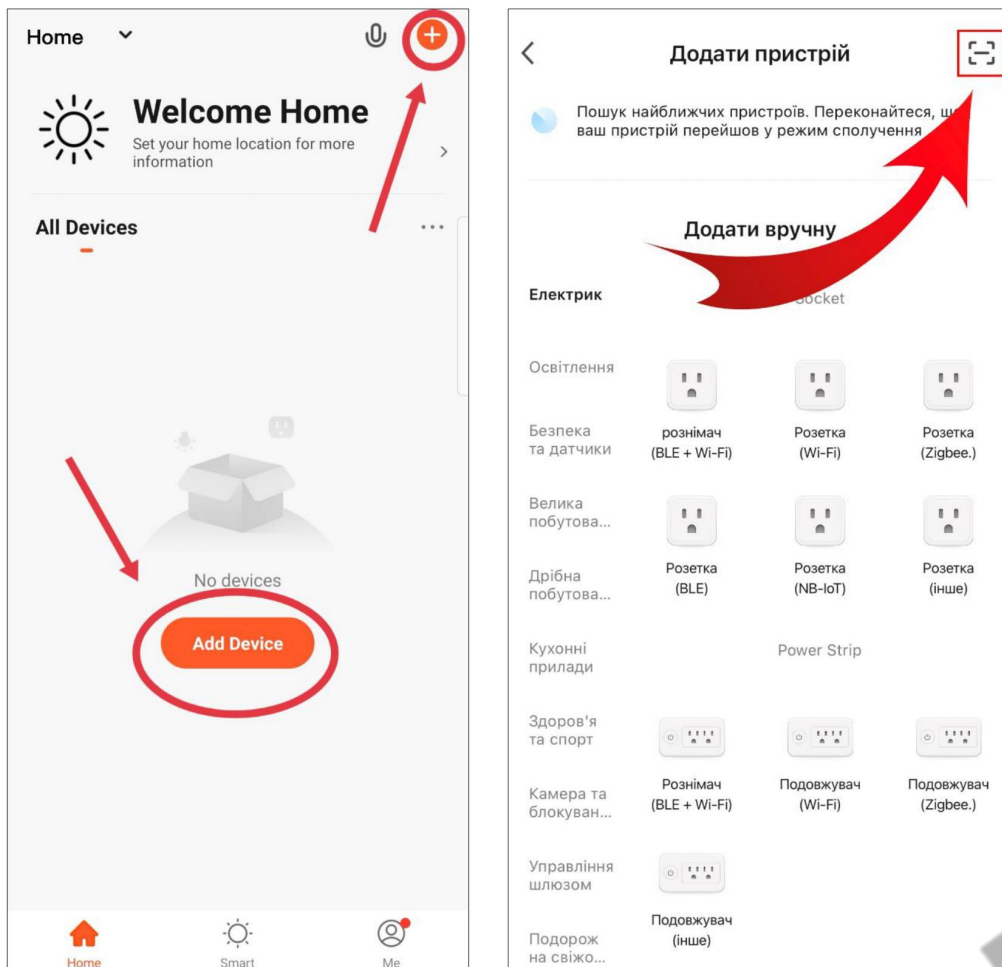 Home
Welcome Home
Set your home location for more
information
All Devices
No devices
Add Device
Home
Smart
Me
Додати пристрій
Пошук найближчих пристроїв. Переконайтеся,
ваш пристрій перейшов у режим сполучення
Додати вручну
Електрик
Socket
Освітлення
Безпека
та датчики
рознімач
(BLE + Wi-Fi)
Розетка
(Wi-Fi)
Розетка
(Zigbee.)
Велика
побутова...
Розетка
(BLE)
Розетка
(NB-IoT)
Розетка
(інше)
Дрібна
побутова...
Кухонні
прилади
Power Strip
Здоров'я
та спорт
Рознімач
(BLE + Wi-Fi)
Подовжувач
(Wi-Fi)
Подовжувач
(Zigbee.)
Камера та
блокуван...
Управління
шлюзом
Подовжувач
(інше)
Подорож
на свіжо...